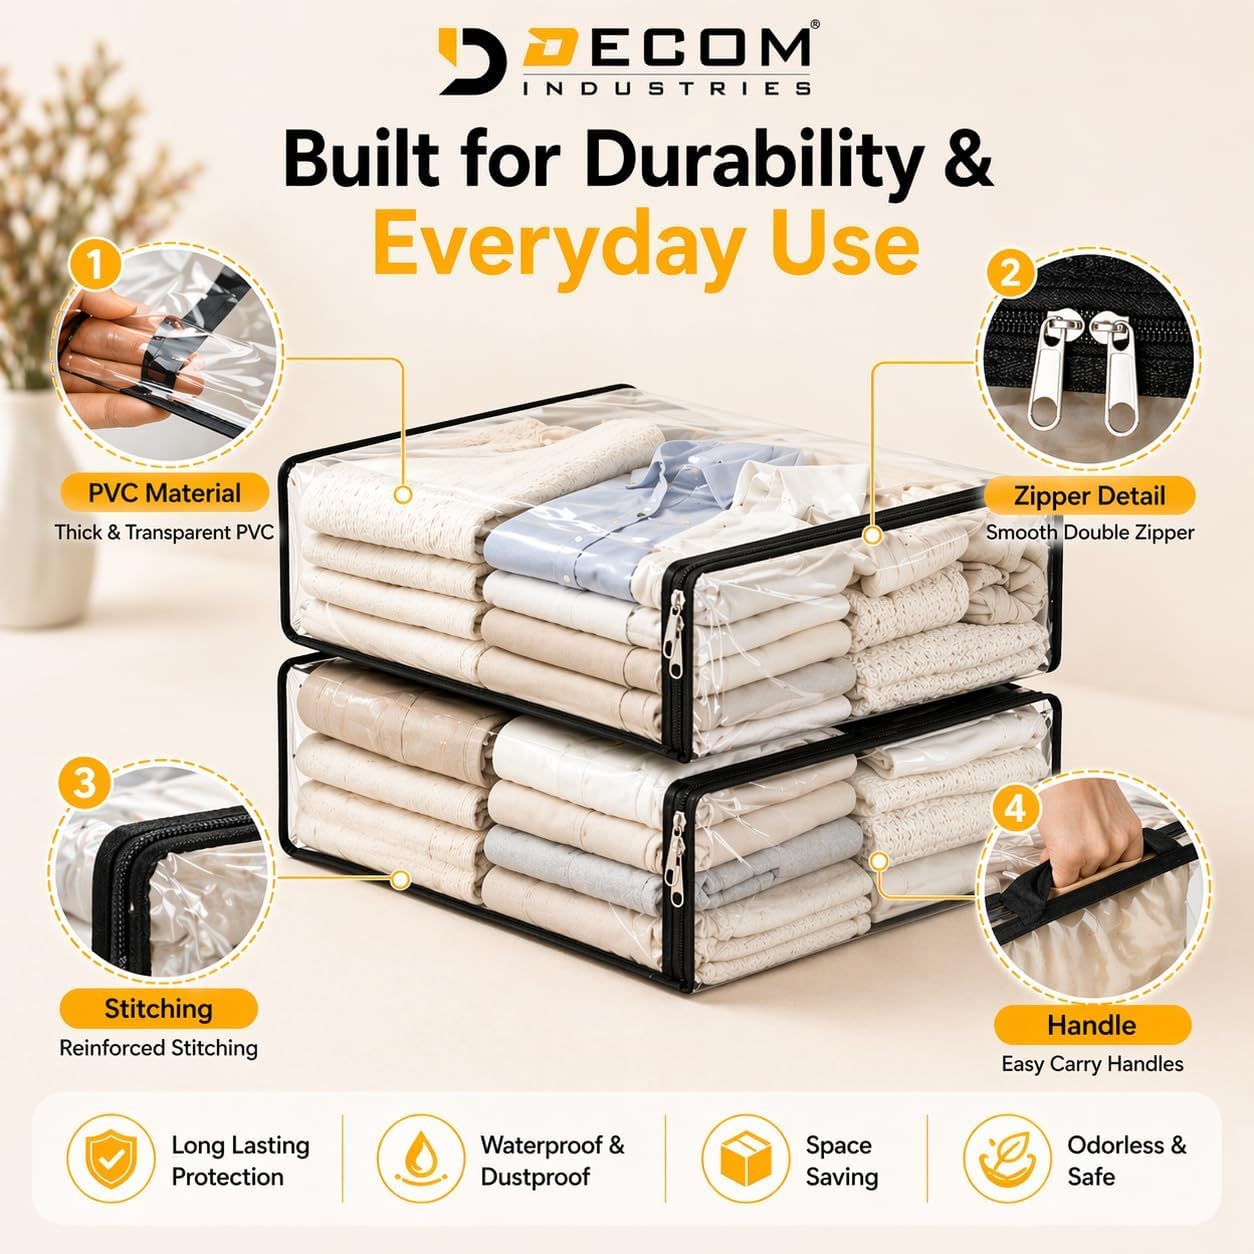 DECOM®
INDUSTRIES
Built for Durability &
Everyday Use
1
PVC Material
Thick & Transparent PVC
2
Zipper Detail
Smooth Double Zipper
3
Stitching
Reinforced Stitching
4
Handle
Easy Carry Handles
Long Lasting
Protection
Waterproof &
Dustproof
Space
Saving
Odorless &
Safe